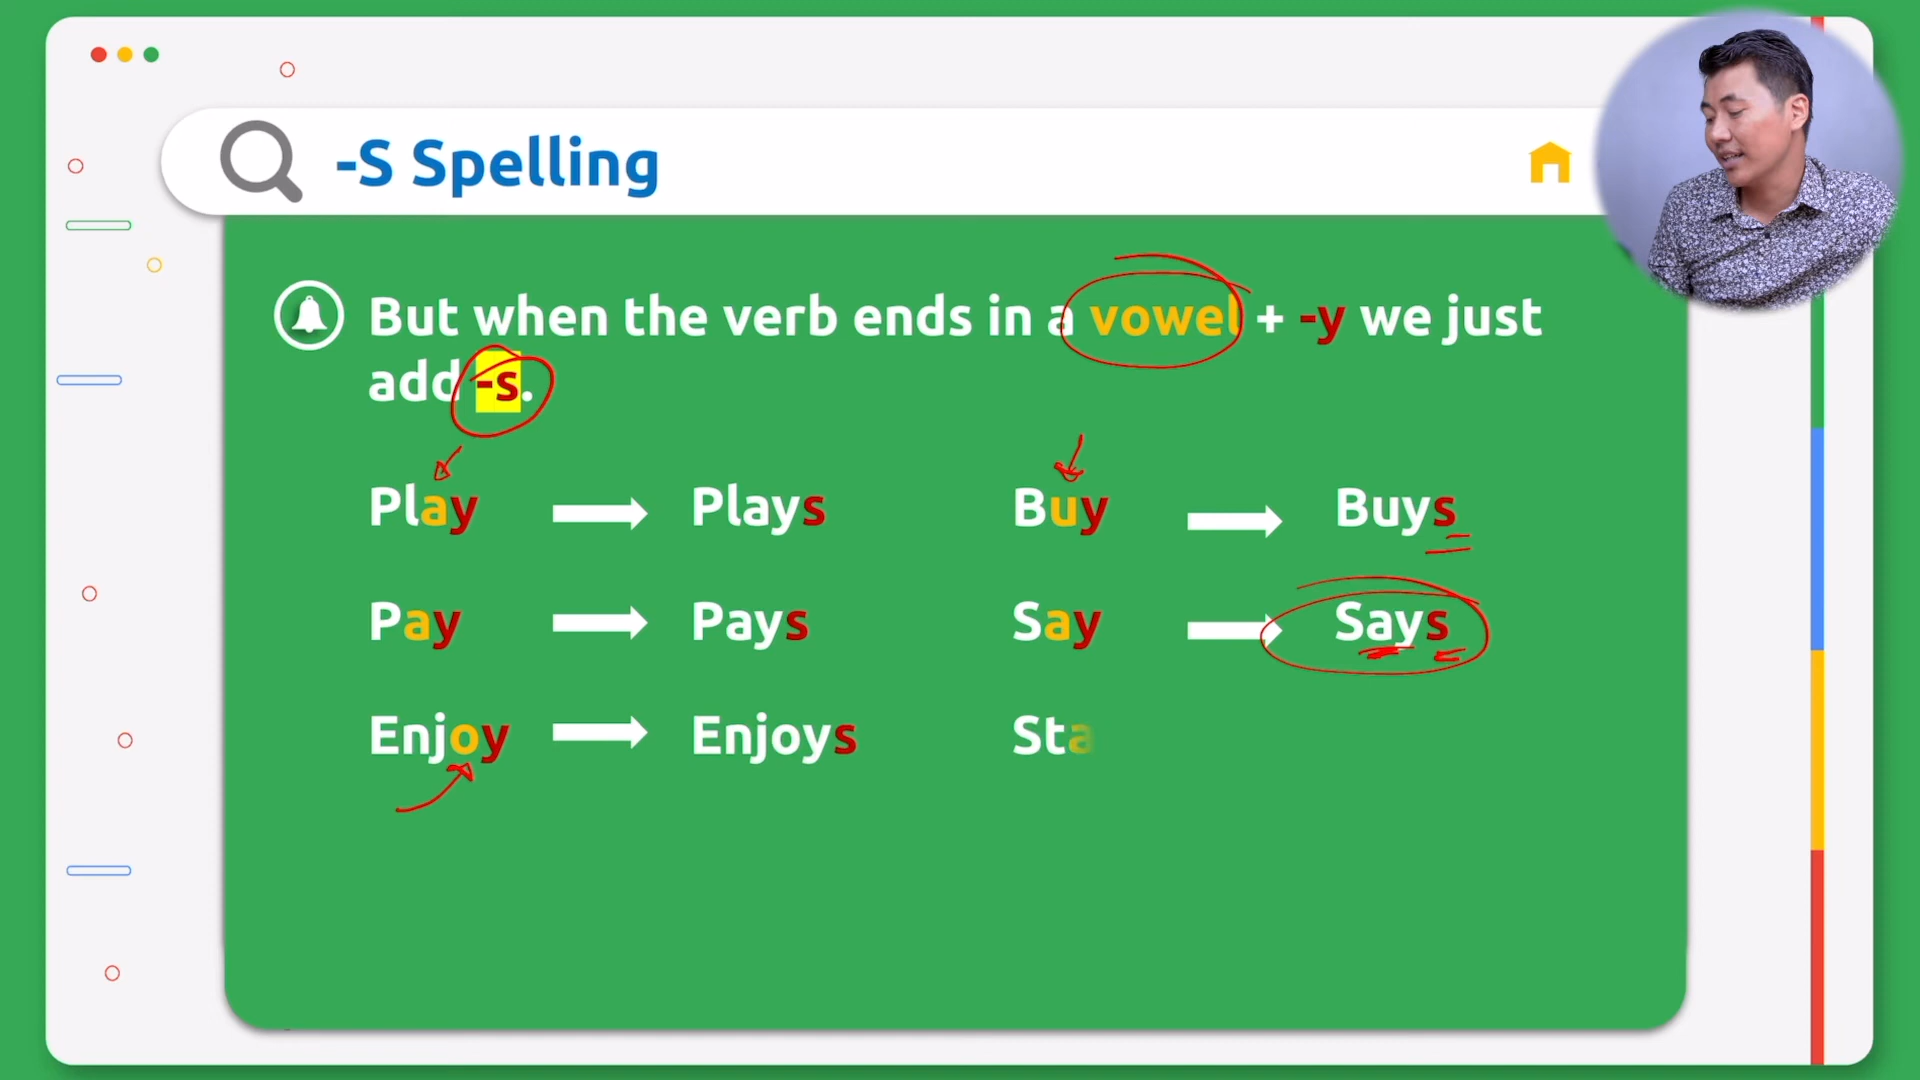 -S Spelling
But when the verb ends in a vowel + -y we just
add -s.
Play Plays Buy Buys
Pay Pays Say Says
Enjoy Enjoys Sta